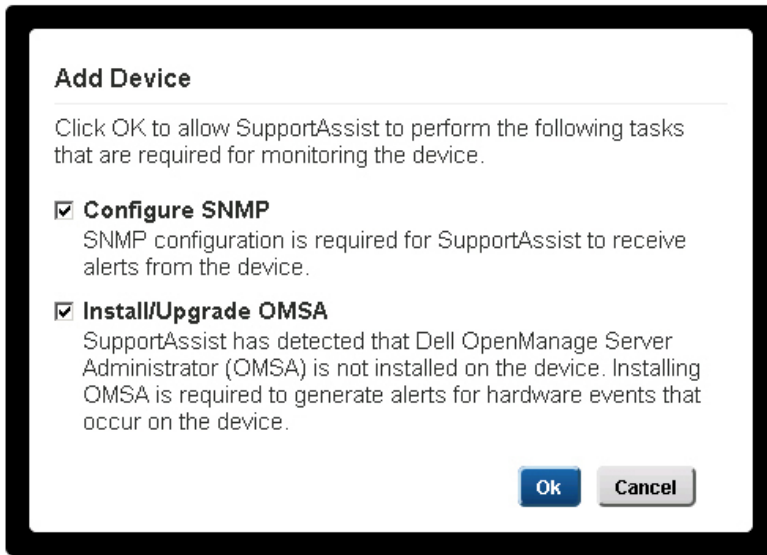 Add Device
Click OK to allow SupportAssist to perform the following tasks
that are required for monitoring the device.
Configure SNMP
SNMP configuration is required for SupportAssist to receive
alerts from the device.
Install/Upgrade OMSA
SupportAssist has detected that Dell OpenManage Server
Administrator (OMSA) is not installed on the device. Installing
OMSA is required to generate alerts for hardware events that
occur on the device.
Ok Cancel